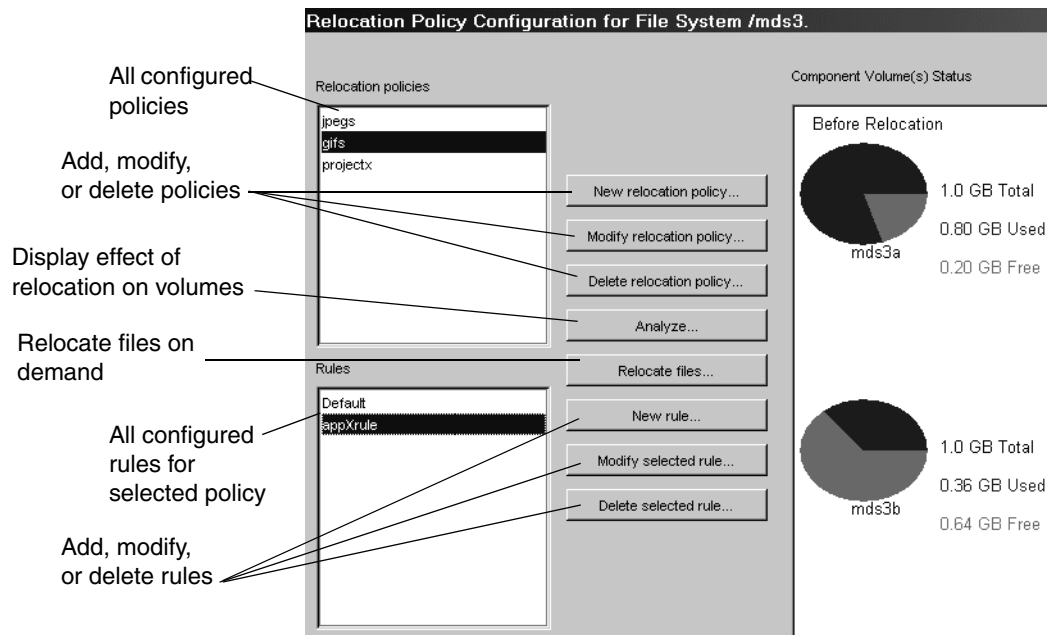 Relocation Policy Configuration for File System /mds3.
All configured
policies
Add, modify,
or delete policies
Display effect of
relocation on volumes
Relocate files on
demand
All configured
rules for
selected policy
Add, modify,
or delete rules
Relocation policies
jpegs
gifs
projectx
Rules
Default
appXrule
New relocation policy...
Modify relocation policy...
Delete relocation policy...
Analyze...
Relocate files...
New rule...
Modify selected rule...
Delete selected rule...
Component Volume(s) Status
Before Relocation
mds3a
1.0 GB Total
0.80 GB Used
0.20 GB Free
mds3b
1.0 GB Total
0.36 GB Used
0.64 GB Free